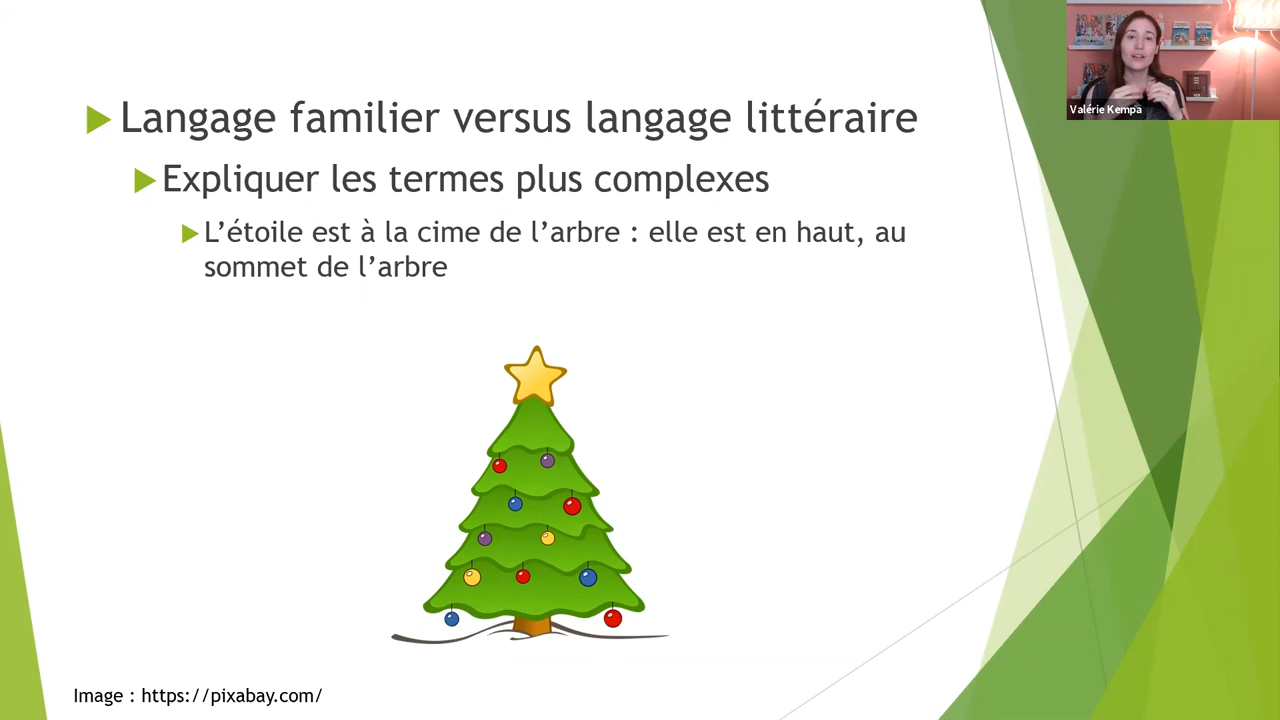 Langage familier versus langage littéraire
Expliquer les termes plus complexes
L’étoile est à la cime de l’arbre : elle est en haut, au
sommet de l’arbre
Valérie Kempa
Image : https://pixabay.com/